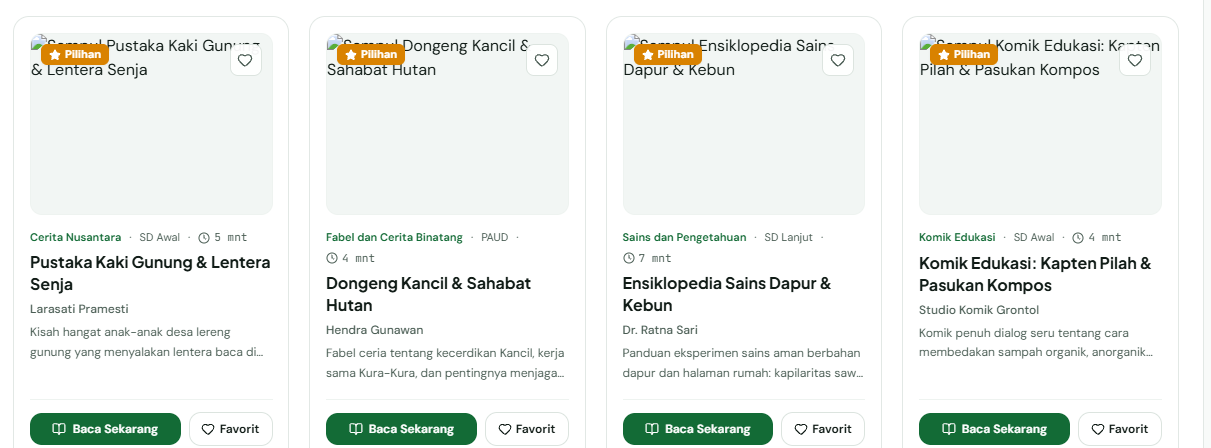 Sampul Pustaka Kaki Gunung
& Lentera Senja
Pilihan
Cerita Nusantara · SD Awal · 5 mnt
Pustaka Kaki Gunung & Lentera
Senja
Larasati Pramesti
Kisah hangat anak-anak desa lereng
gunung yang menyalakan lentera baca di...
Baca Sekarang
Favorit
Sampul Dongeng Kancil &
Sahabat Hutan
Pilihan
Fabel dan Cerita Binatang · PAUD ·
4 mnt
Dongeng Kancil & Sahabat
Hutan
Hendra Gunawan
Fabel ceria tentang kecerdikan Kancil, kerja
sama Kura-Kura, dan pentingnya menjaga...
Baca Sekarang
Favorit
Sampul Ensiklopedia Sains
Dapur & Kebun
Pilihan
Sains dan Pengetahuan · SD Lanjut ·
7 mnt
Ensiklopedia Sains Dapur &
Kebun
Dr. Ratna Sari
Panduan eksperimen sains aman berbahan
dapur dan halaman rumah: kapilaritas saw...
Baca Sekarang
Favorit
Sampul Komik Edukasi: Kapten
Pilah & Pasukan Kompos
Pilihan
Komik Edukasi · SD Awal · 4 mnt
Komik Edukasi: Kapten Pilah &
Pasukan Kompos
Studio Komik Grontol
Komik penuh dialog seru tentang cara
membedakan sampah organik, anorganik...
Baca Sekarang
Favorit